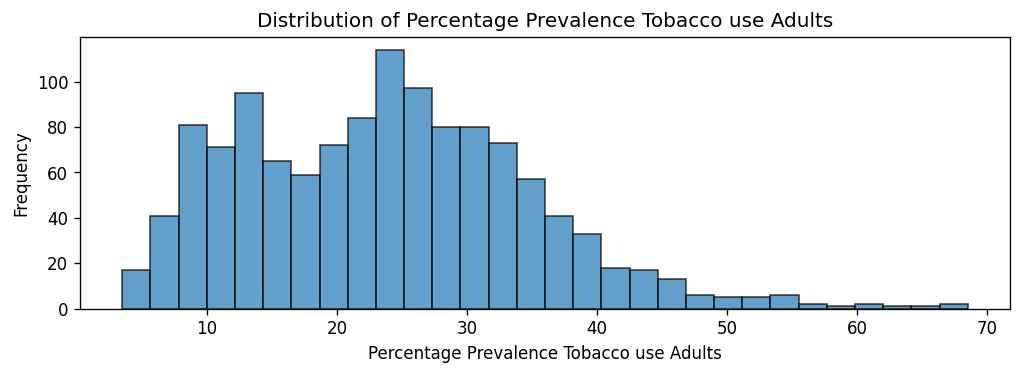 Distribution of Percentage Prevalence Tobacco use Adults
Frequency
100
80
60
40
20
0
10 20 30 40 50 60 70
Percentage Prevalence Tobacco use Adults